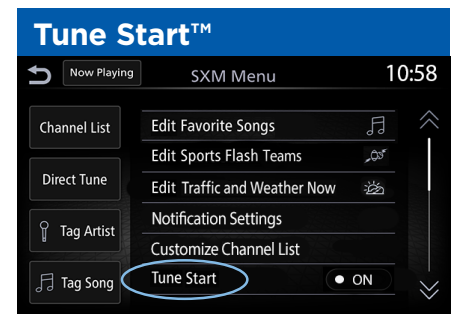 Tune Start™
Now Playing
SXM Menu
10:58
Channel List
Direct Tune
Tag Artist
Tag Song
Edit Favorite Songs
Edit Sports Flash Teams
Edit Traffic and Weather Now
Notification Settings
Customize Channel List
Tune Start
ON